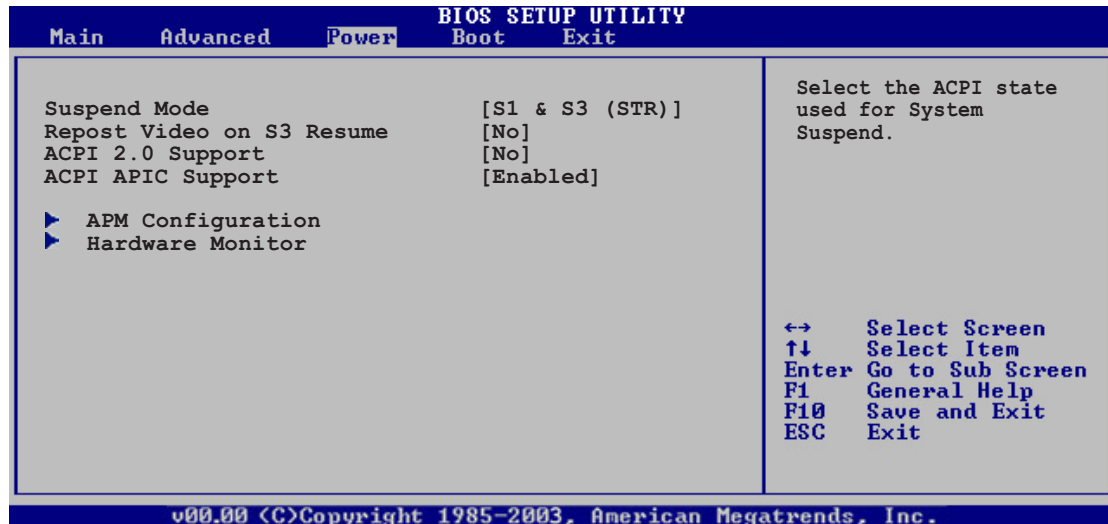 BIOS SETUP UTILITY
Main Advanced Power Boot Exit
Suspend Mode [S1 & S3 (STR)]
Repost Video on S3 Resume [No]
ACPI 2.0 Support [No]
ACPI APIC Support [Enabled]
APM Configuration
Hardware Monitor
Select the ACPI state
used for System
Suspend.
←→ Select Screen
↑↓ Select Item
Enter Go to Sub Screen
F1 General Help
F10 Save and Exit
ESC Exit
v00.00 (C)Copyright 1985-2003, American Megatrends, Inc.